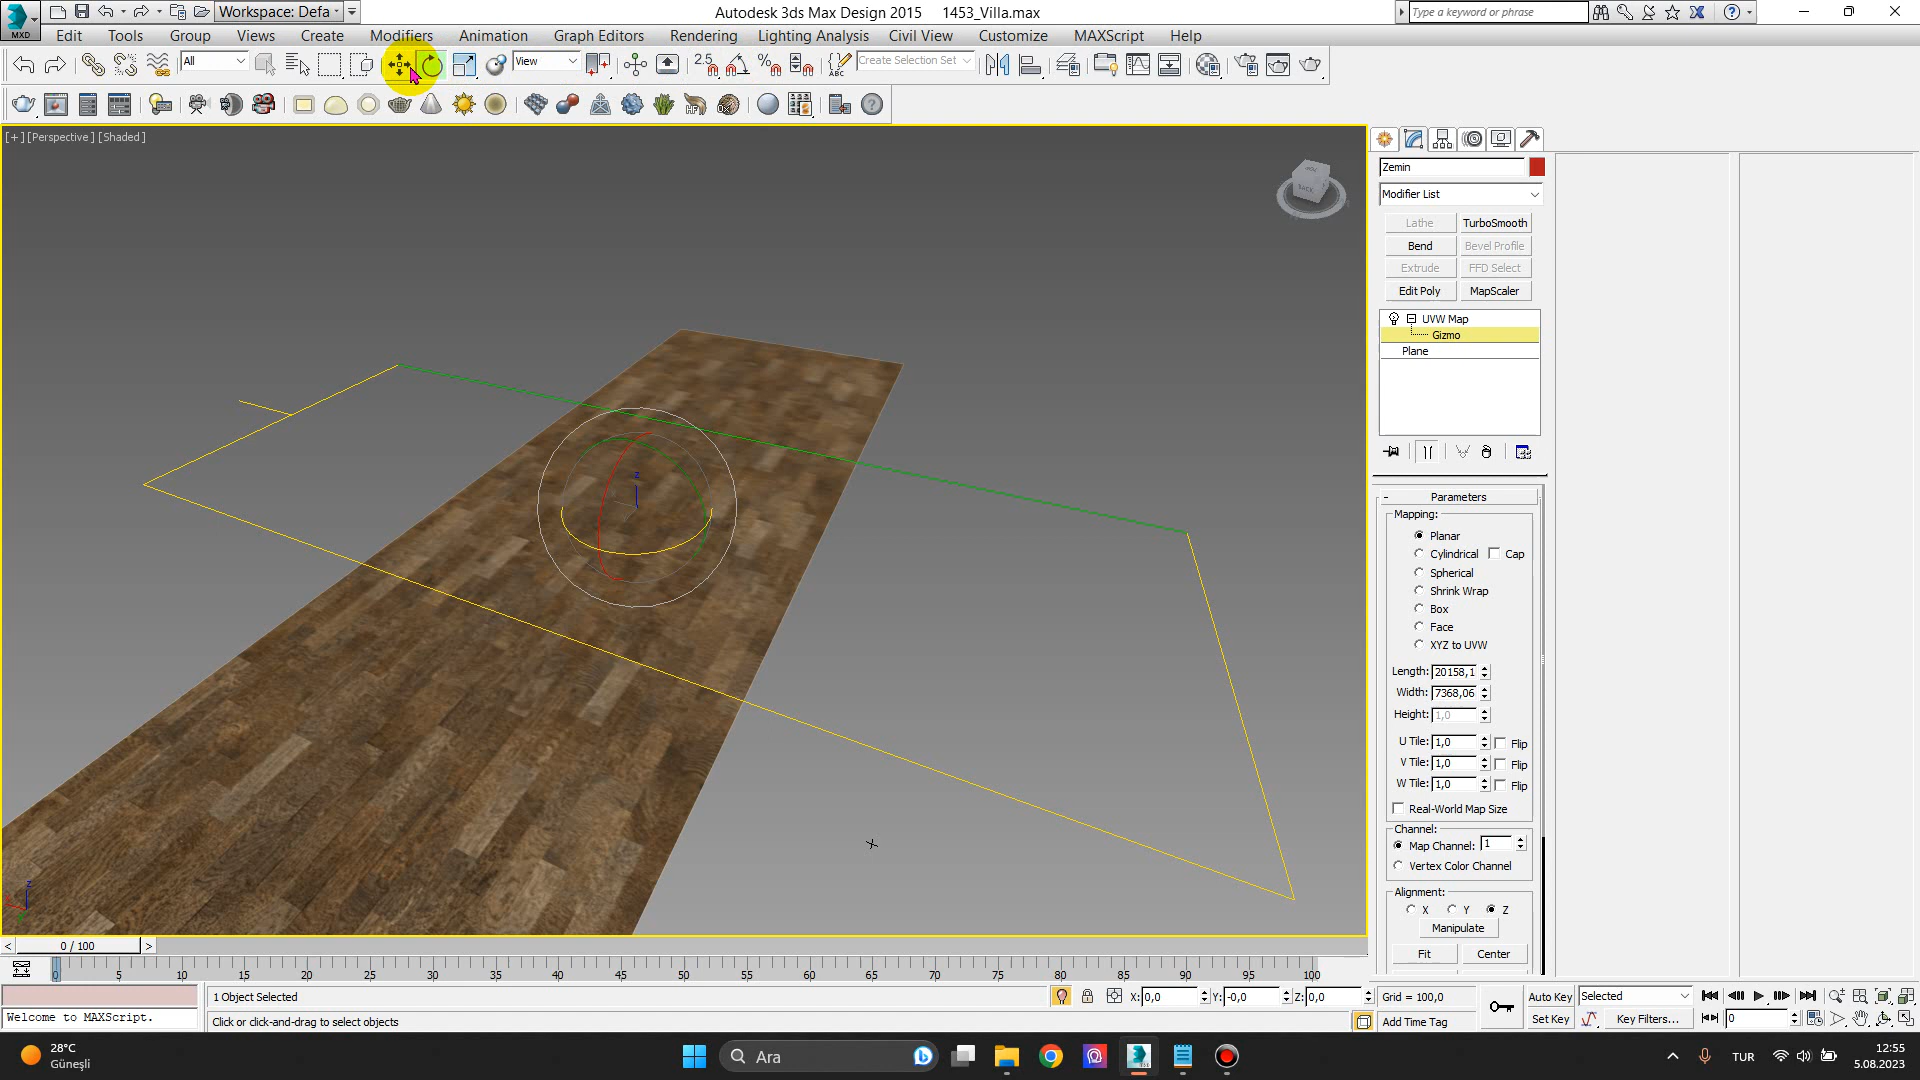 Workspace: Defa
Autodesk 3ds Max Design 2015 1453_Villa.max
Type a keyword or phrase
MXD
Edit Tools Group Views Create Modifiers Animation Graph Editors Rendering Lighting Analysis Civil View Customize MAXScript Help
All
View
2.5
Create Selection Set
[+] [Perspective] [Shaded]
BACK
Zemin
Modifier List
Lathe TurboSmooth
Bend Bevel Profile
Extrude FFD Select
Edit Poly MapScaler
UVW Map
Gizmo
Plane
Parameters
Mapping:
Planar
Cylindrical Cap
Spherical
Shrink Wrap
Box
Face
XYZ to UVW
Length: 20158,1
Width: 7368,06
Height: 1,0
U Tile: 1,0 Flip
V Tile: 1,0 Flip
W Tile: 1,0 Flip
Real-World Map Size
Channel:
Map Channel: 1
Vertex Color Channel
Alignment:
X Y Z
Manipulate
Fit Center
z
z
< 0 / 100 >
0 5 10 15 20 25 30 35 40 45 50 55 60 65 70 75 80 85 90 95 100
1 Object Selected
X: 0,0 Y: -0,0 Z: 0,0 Grid = 100,0
Auto Key Selected
Welcome to MAXScript.
Click or click-and-drag to select objects
Add Time Tag
Set Key Key Filters... 0
28°C
Güneşli
Ara
TUR
12:55
5.08.2023